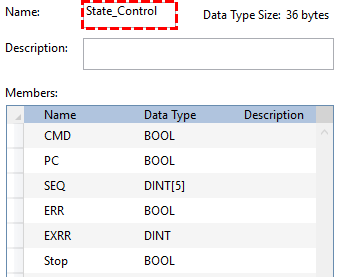 Name: State_Control Data Type Size: 36 bytes
Description:
Members:
Name Data Type Description
CMD BOOL
PC BOOL
SEQ DINT[5]
ERR BOOL
EXRR DINT
Stop BOOL